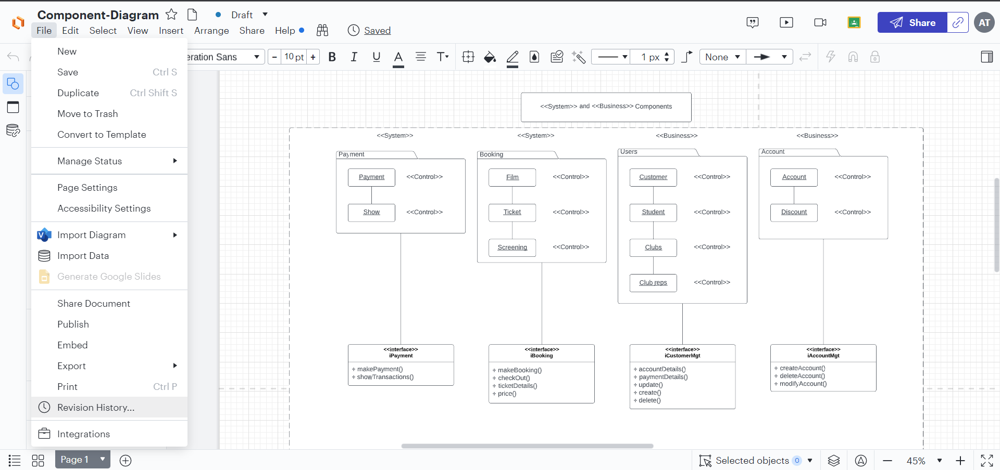 Component-Diagram
Draft
File Edit Select View Insert Arrange Share Help
Saved
Share
AT
eration Sans
− 10 pt +
B I U A T
1 px
None
New
Save Ctrl S
Duplicate Ctrl Shift S
Move to Trash
Convert to Template
Manage Status
Page Settings
Accessibility Settings
Import Diagram
Import Data
Generate Google Slides
Share Document
Publish
Embed
Export
Print Ctrl P
Revision History...
Integrations
<<System>> and <<Business>> Components
<<System>>
Payment
Payment <<Control>>
Show <<Control>>
<<interface>>
iPayment
+ makePayment()
+ showTransactions()
<<System>>
Booking
Film <<Control>>
Ticket <<Control>>
Screening <<Control>>
<<interface>>
iBooking
+ makeBooking()
+ checkOut()
+ ticketDetails()
+ price()
<<Business>>
Users
Customer <<Control>>
Student <<Control>>
Clubs <<Control>>
Club reps <<Control>>
<<interface>>
iCustomerMgt
+ accountDetails()
+ paymentDetails()
+ update()
+ create()
+ delete()
<<Business>>
Account
Account <<Control>>
Discount <<Control>>
<<interface>>
iAccountMgt
+ createAccount()
+ deleteAccount()
+ modifyAccount()
Page 1
Selected objects 0
45%